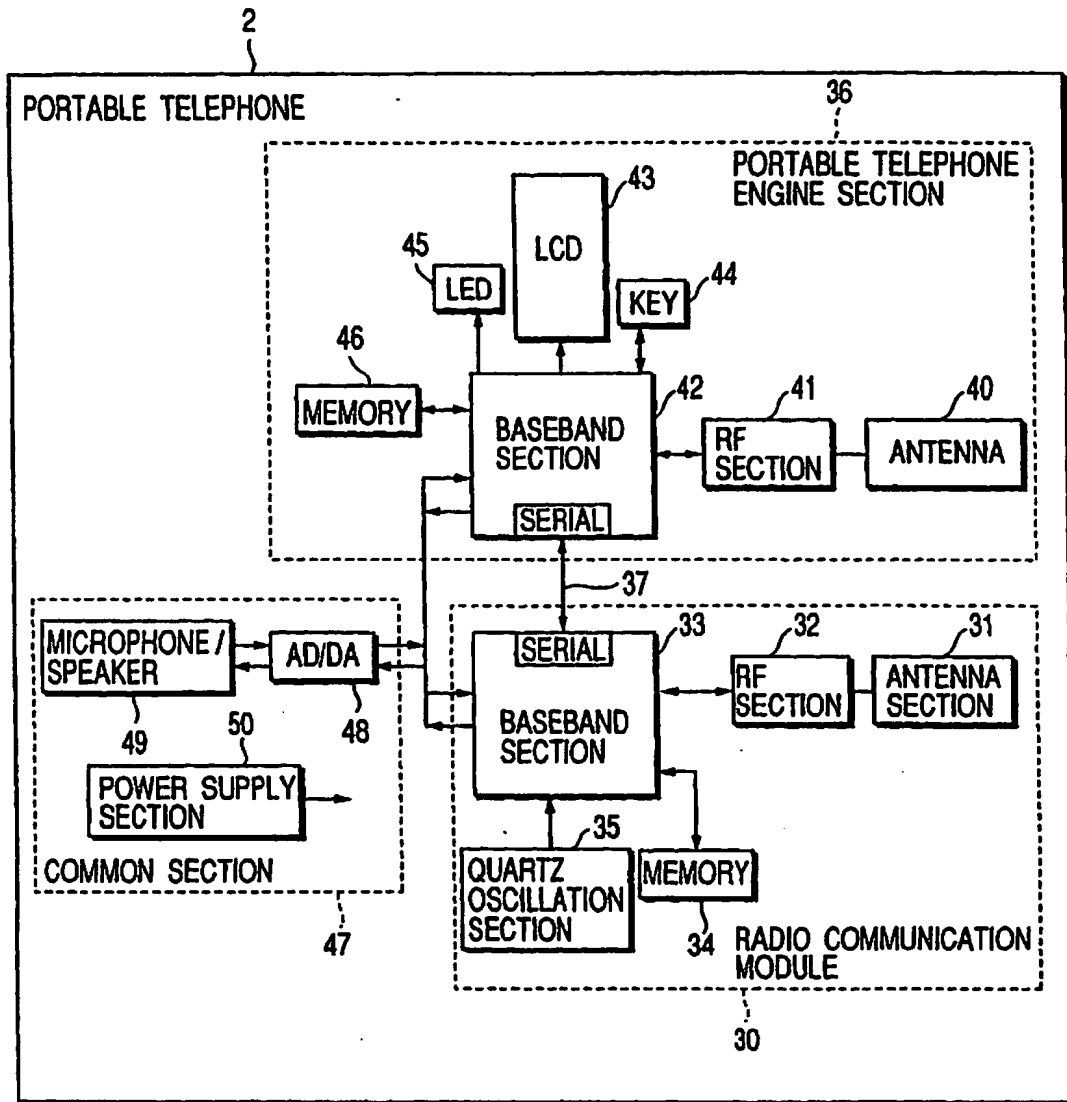 2
PORTABLE TELEPHONE
36
PORTABLE TELEPHONE
ENGINE SECTION
43
LCD
45
LED
44
KEY
46
MEMORY
42
BASEBAND
SECTION
SERIAL
41
RF
SECTION
40
ANTENNA
37
MICROPHONE/
SPEAKER
49
AD/DA
48
50
POWER SUPPLY
SECTION
COMMON SECTION
47
33
SERIAL
BASEBAND
SECTION
32
RF
SECTION
31
ANTENNA
SECTION
35
QUARTZ
OSCILLATION
SECTION
MEMORY
34
RADIO COMMUNICATION
MODULE
30